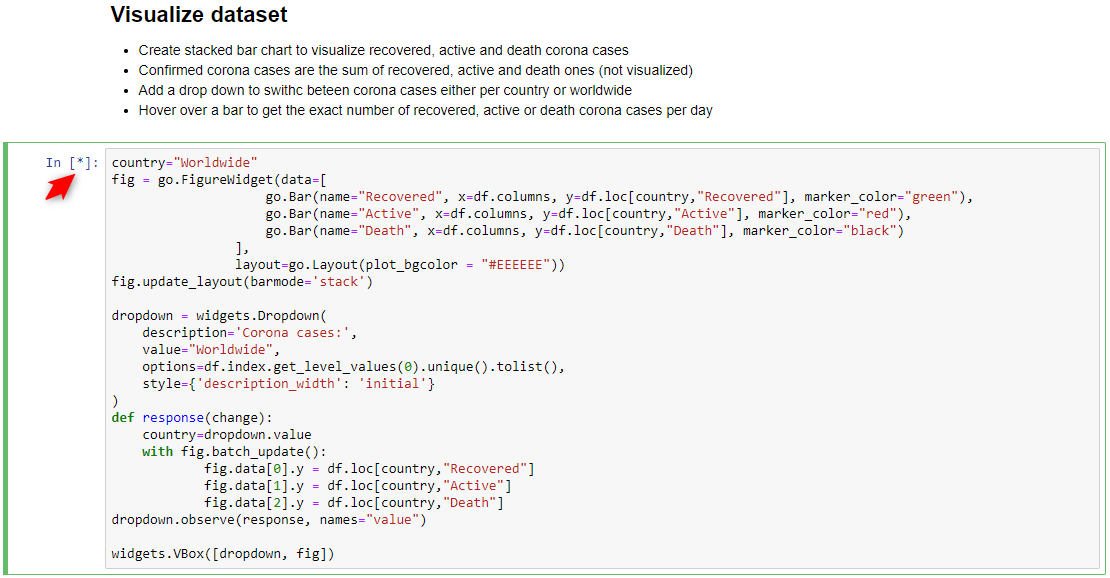 Visualize dataset
• Create stacked bar chart to visualize recovered, active and death corona cases
• Confirmed corona cases are the sum of recovered, active and death ones (not visualized)
• Add a drop down to swithc beteen corona cases either per country or worldwide
• Hover over a bar to get the exact number of recovered, active or death corona cases per day
In [*]: country="Worldwide"
fig = go.FigureWidget(data=[
                    go.Bar(name="Recovered", x=df.columns, y=df.loc[country,"Recovered"], marker_color="green"),
                    go.Bar(name="Active", x=df.columns, y=df.loc[country,"Active"], marker_color="red"),
                    go.Bar(name="Death", x=df.columns, y=df.loc[country,"Death"], marker_color="black")
                ],
                layout=go.Layout(plot_bgcolor = "#EEEEEE"))
fig.update_layout(barmode='stack')

dropdown = widgets.Dropdown(
    description='Corona cases:',
    value="Worldwide",
    options=df.index.get_level_values(0).unique().tolist(),
    style={'description_width': 'initial'}
)
def response(change):
    country=dropdown.value
    with fig.batch_update():
            fig.data[0].y = df.loc[country,"Recovered"]
            fig.data[1].y = df.loc[country,"Active"]
            fig.data[2].y = df.loc[country,"Death"]
dropdown.observe(response, names="value")

widgets.VBox([dropdown, fig])